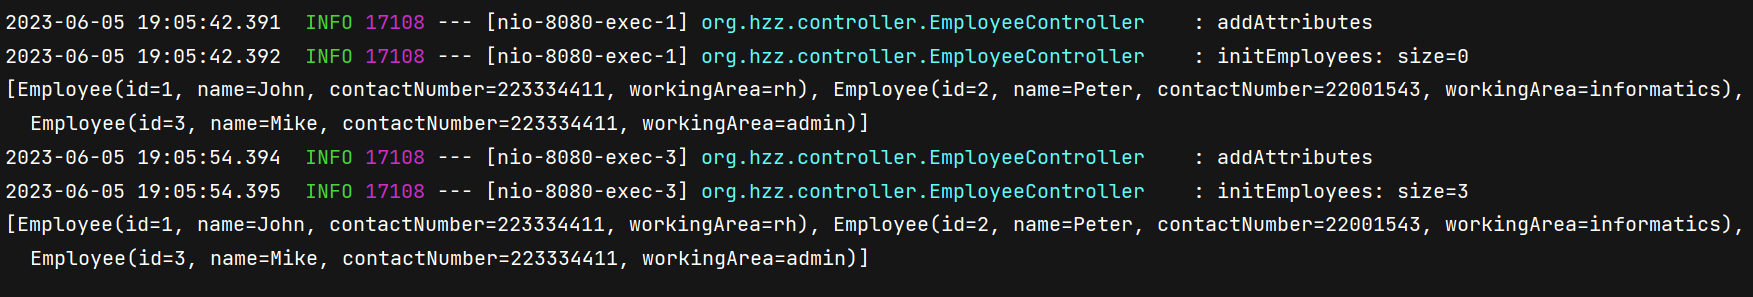 2023-06-05 19:05:42.391  INFO 17108 --- [nio-8080-exec-1] org.hzz.controller.EmployeeController    : addAttributes
2023-06-05 19:05:42.392  INFO 17108 --- [nio-8080-exec-1] org.hzz.controller.EmployeeController    : initEmployees: size=0
[Employee(id=1, name=John, contactNumber=223334411, workingArea=rh), Employee(id=2, name=Peter, contactNumber=22001543, workingArea=informatics),
  Employee(id=3, name=Mike, contactNumber=223334411, workingArea=admin)]
2023-06-05 19:05:54.394  INFO 17108 --- [nio-8080-exec-3] org.hzz.controller.EmployeeController    : addAttributes
2023-06-05 19:05:54.395  INFO 17108 --- [nio-8080-exec-3] org.hzz.controller.EmployeeController    : initEmployees: size=3
[Employee(id=1, name=John, contactNumber=223334411, workingArea=rh), Employee(id=2, name=Peter, contactNumber=22001543, workingArea=informatics),
  Employee(id=3, name=Mike, contactNumber=223334411, workingArea=admin)]